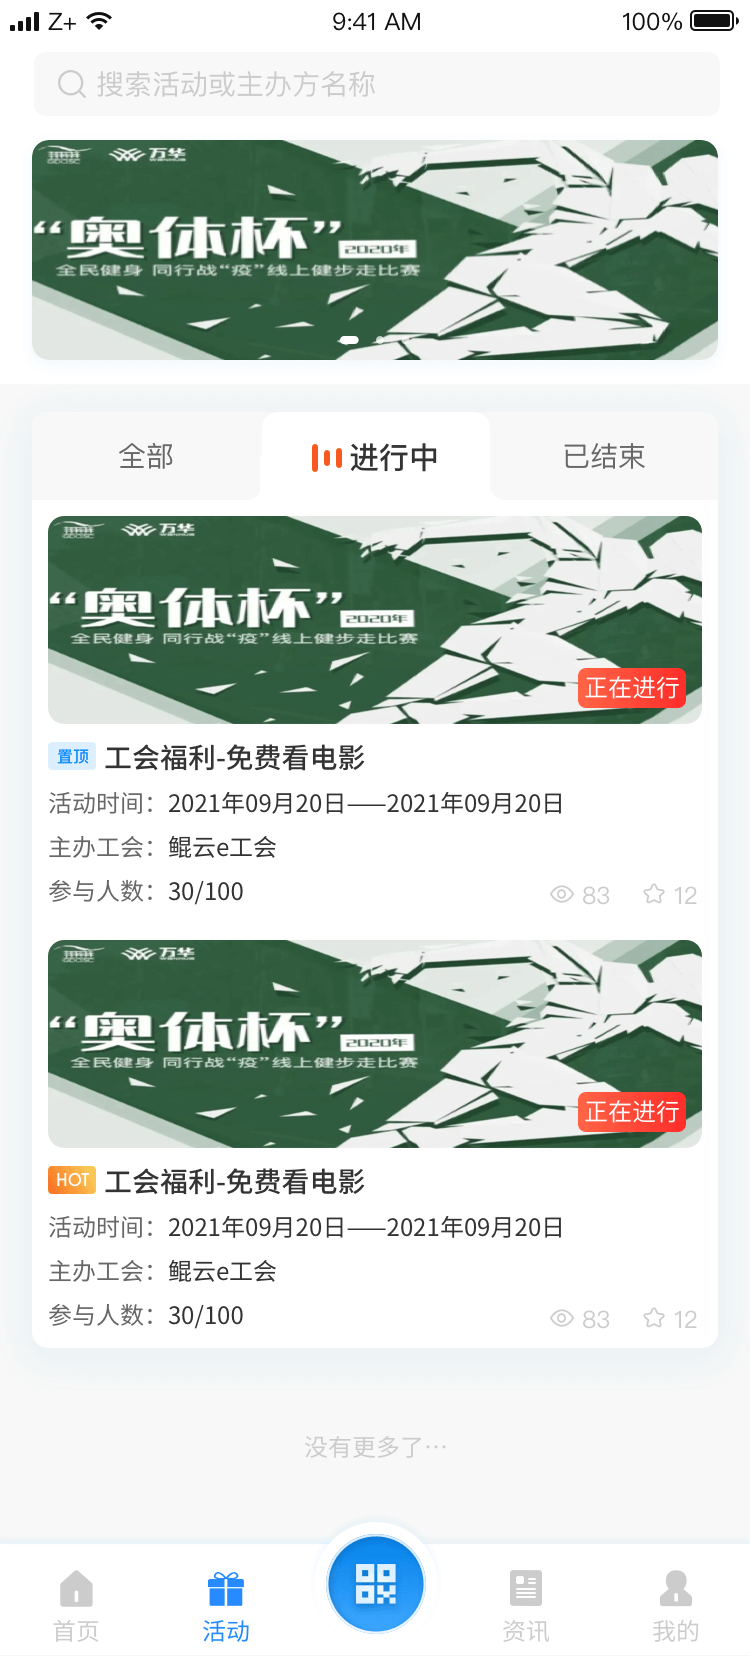 Z+ 9:41 AM 100%
搜索活动或主办方名称
万华
“奥体杯”
2020年
全民健身 同行战“疫”线上健步走比赛
全部 进行中 已结束
万华
“奥体杯”
2020年
全民健身 同行战“疫”线上健步走比赛
正在进行
置顶 工会福利-免费看电影
活动时间：2021年09月20日——2021年09月20日
主办工会：鲲云e工会
参与人数：30/100 83 12
万华
“奥体杯”
2020年
全民健身 同行战“疫”线上健步走比赛
正在进行
HOT 工会福利-免费看电影
活动时间：2021年09月20日——2021年09月20日
主办工会：鲲云e工会
参与人数：30/100 83 12
没有更多了…
首页 活动 资讯 我的